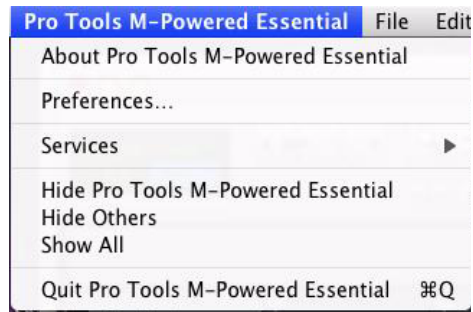 Pro Tools M-Powered Essential File Edit
About Pro Tools M-Powered Essential
Preferences...
Services
Hide Pro Tools M-Powered Essential
Hide Others
Show All
Quit Pro Tools M-Powered Essential ⌘Q